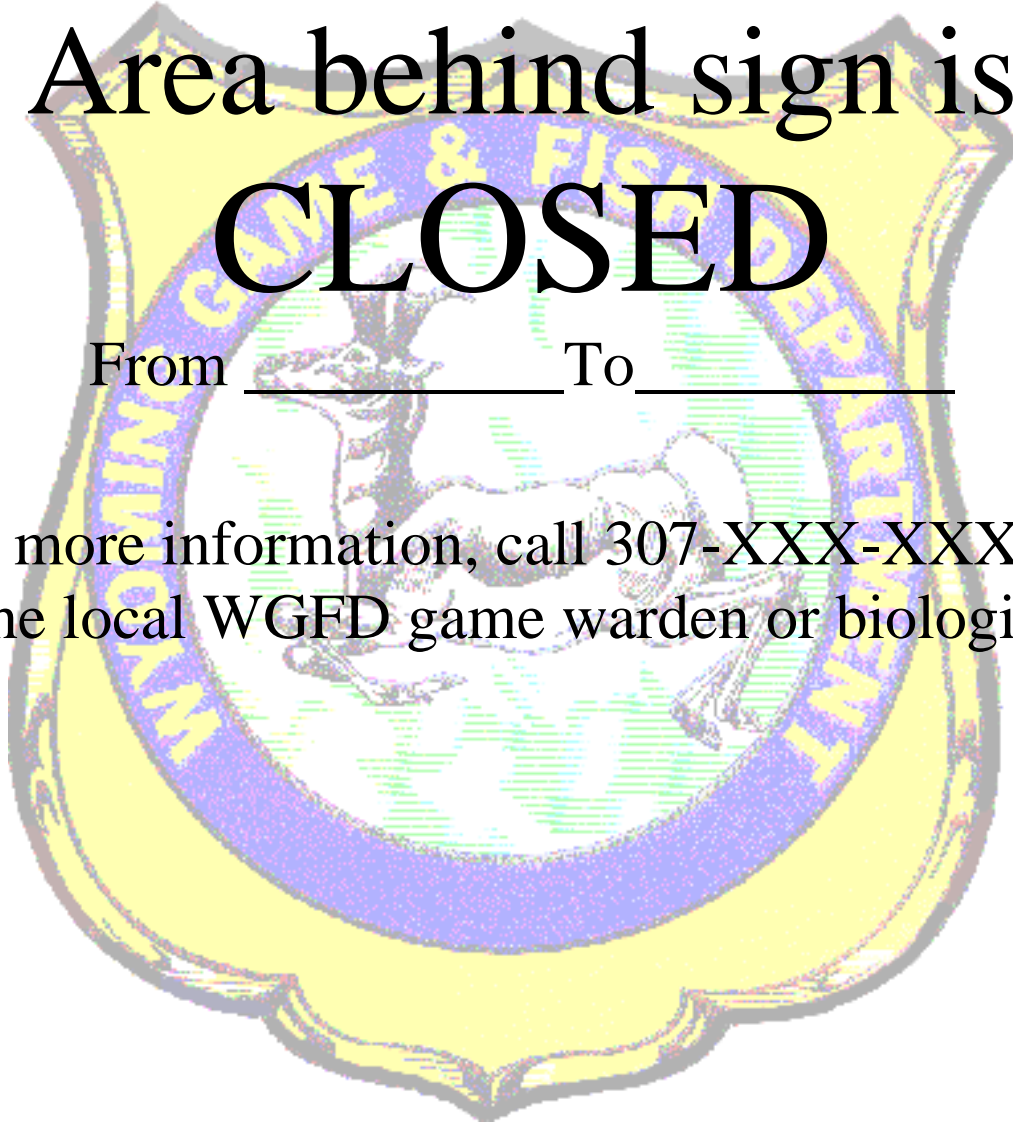 Area behind sign is
CLOSED
From __________To__________
more information, call 307-XXX-XXX
he local WGFD game warden or biologi
WYOMING GAME & FISH DEPARTMENT